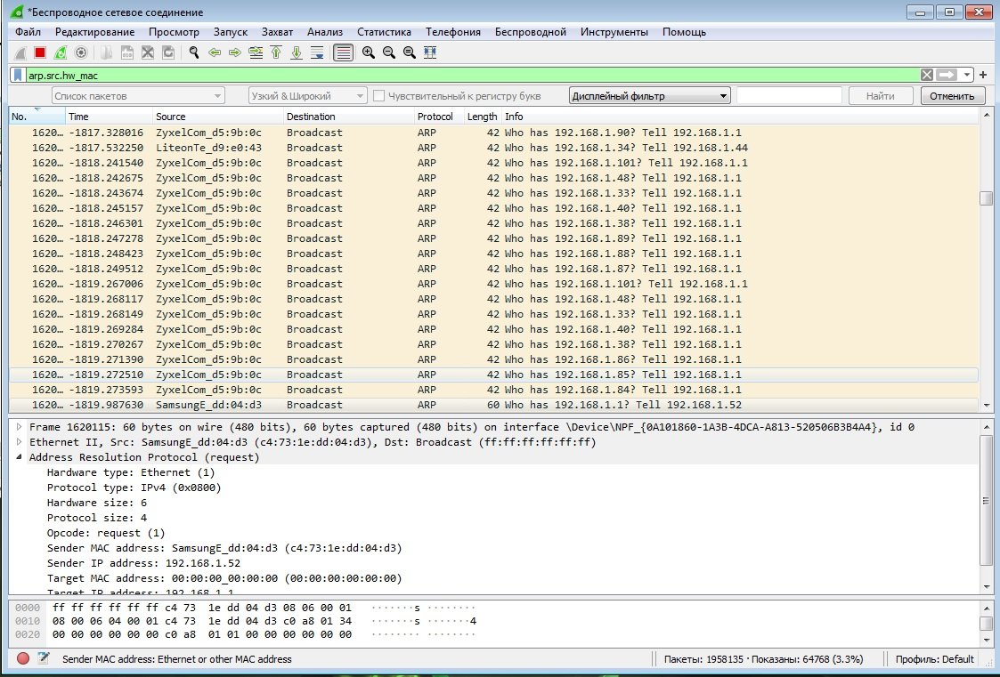 *Беспроводное сетевое соединение
Файл Редактирование Просмотр Запуск Захват Анализ Статистика Телефония Беспроводной Инструменты Помощь
arp.src.hw_mac
Список пакетов Узкий & Широкий Чувствительный к регистру букв Дисплейный фильтр Найти Отменить
No. Time Source Destination Protocol Length Info
1620… -1817.328016 ZyxelCom_d5:9b:0c Broadcast ARP 42 Who has 192.168.1.90? Tell 192.168.1.1
1620… -1817.532250 LiteonTe_d9:e0:43 Broadcast ARP 42 Who has 192.168.1.34? Tell 192.168.1.44
1620… -1818.241540 ZyxelCom_d5:9b:0c Broadcast ARP 42 Who has 192.168.1.101? Tell 192.168.1.1
1620… -1818.242675 ZyxelCom_d5:9b:0c Broadcast ARP 42 Who has 192.168.1.48? Tell 192.168.1.1
1620… -1818.243674 ZyxelCom_d5:9b:0c Broadcast ARP 42 Who has 192.168.1.33? Tell 192.168.1.1
1620… -1818.245157 ZyxelCom_d5:9b:0c Broadcast ARP 42 Who has 192.168.1.40? Tell 192.168.1.1
1620… -1818.246301 ZyxelCom_d5:9b:0c Broadcast ARP 42 Who has 192.168.1.38? Tell 192.168.1.1
1620… -1818.247278 ZyxelCom_d5:9b:0c Broadcast ARP 42 Who has 192.168.1.89? Tell 192.168.1.1
1620… -1818.248423 ZyxelCom_d5:9b:0c Broadcast ARP 42 Who has 192.168.1.88? Tell 192.168.1.1
1620… -1818.249512 ZyxelCom_d5:9b:0c Broadcast ARP 42 Who has 192.168.1.87? Tell 192.168.1.1
1620… -1819.267006 ZyxelCom_d5:9b:0c Broadcast ARP 42 Who has 192.168.1.101? Tell 192.168.1.1
1620… -1819.268117 ZyxelCom_d5:9b:0c Broadcast ARP 42 Who has 192.168.1.48? Tell 192.168.1.1
1620… -1819.268149 ZyxelCom_d5:9b:0c Broadcast ARP 42 Who has 192.168.1.33? Tell 192.168.1.1
1620… -1819.269284 ZyxelCom_d5:9b:0c Broadcast ARP 42 Who has 192.168.1.40? Tell 192.168.1.1
1620… -1819.270267 ZyxelCom_d5:9b:0c Broadcast ARP 42 Who has 192.168.1.38? Tell 192.168.1.1
1620… -1819.271390 ZyxelCom_d5:9b:0c Broadcast ARP 42 Who has 192.168.1.86? Tell 192.168.1.1
1620… -1819.272510 ZyxelCom_d5:9b:0c Broadcast ARP 42 Who has 192.168.1.85? Tell 192.168.1.1
1620… -1819.273593 ZyxelCom_d5:9b:0c Broadcast ARP 42 Who has 192.168.1.84? Tell 192.168.1.1
1620… -1819.987630 SamsungE_dd:04:d3 Broadcast ARP 60 Who has 192.168.1.1? Tell 192.168.1.52
Frame 1620115: 60 bytes on wire (480 bits), 60 bytes captured (480 bits) on interface \Device\NPF_{0A101860-1A3B-4DCA-A813-520506B3B4A4}, id 0
Ethernet II, Src: SamsungE_dd:04:d3 (c4:73:1e:dd:04:d3), Dst: Broadcast (ff:ff:ff:ff:ff:ff)
Address Resolution Protocol (request)
Hardware type: Ethernet (1)
Protocol type: IPv4 (0x0800)
Hardware size: 6
Protocol size: 4
Opcode: request (1)
Sender MAC address: SamsungE_dd:04:d3 (c4:73:1e:dd:04:d3)
Sender IP address: 192.168.1.52
Target MAC address: 00:00:00_00:00:00 (00:00:00:00:00:00)
Target IP address: 192.168.1.1
0000 ff ff ff ff ff ff c4 73 1e dd 04 d3 08 06 00 01 ·······s ········
0010 08 00 06 04 00 01 c4 73 1e dd 04 d3 c0 a8 01 34 ·······s ·······4
0020 00 00 00 00 00 00 c0 a8 01 01 00 00 00 00 00 00 ········ ········
Sender MAC address: Ethernet or other MAC address Пакеты: 1958135 · Показаны: 64768 (3.3%) Профиль: Default